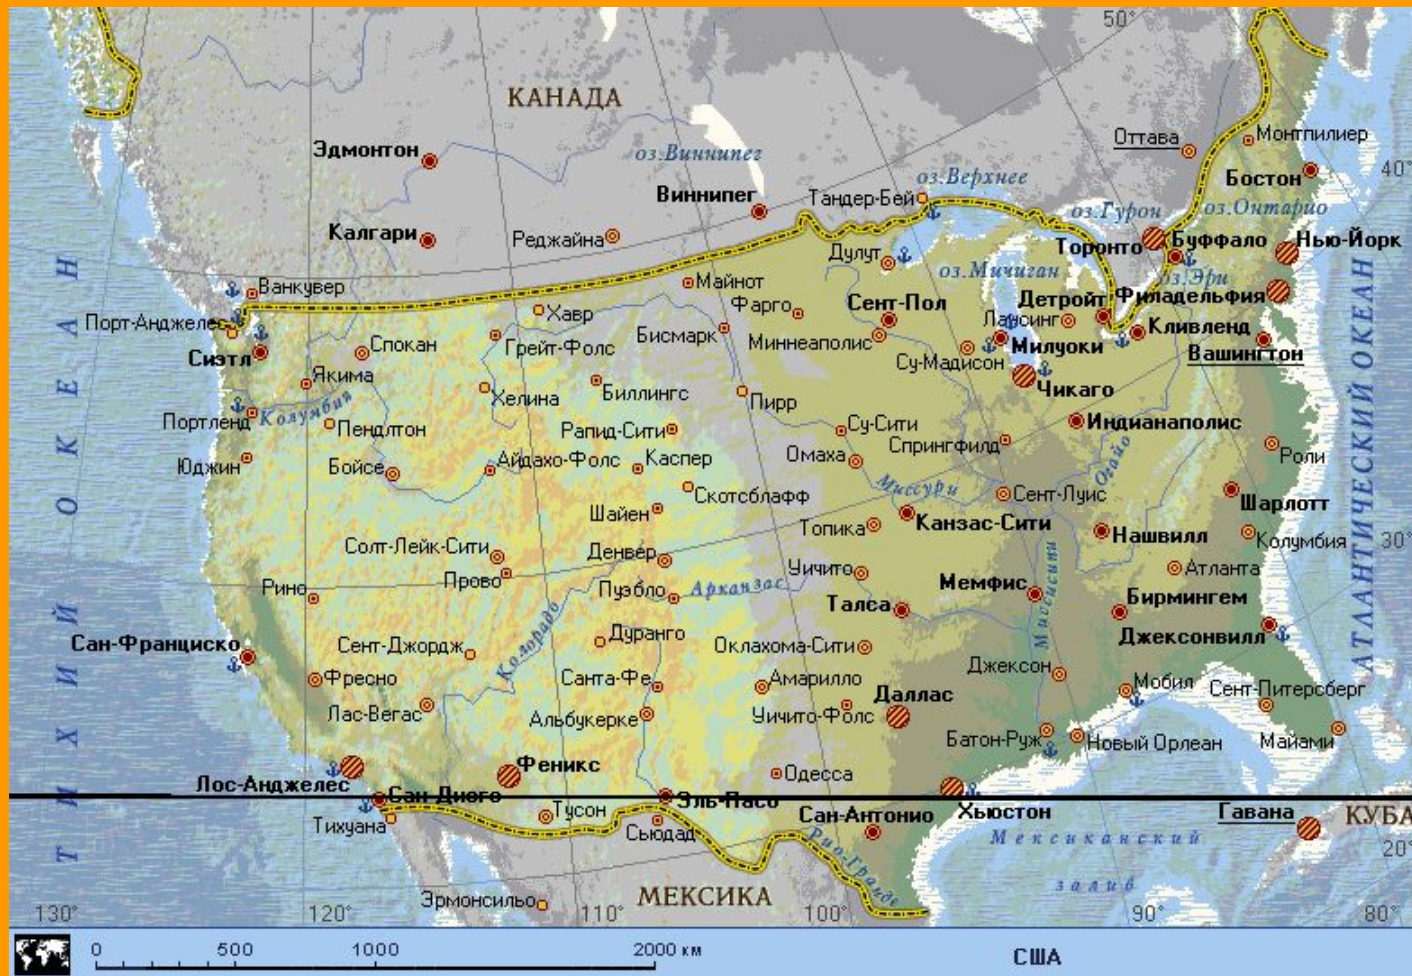 50°
КАНАДА
Оттава
Монтпилиер
Эдмонтон
оз.Виннипег
оз.Верхнее
Бостон
40°
Виннипег
Тандер-Бей
оз.Гурон
оз.Онтарио
Калгари
Реджайна
Торонто
Буффало
Нью-Йорк
Дулут
оз.Мичиган
оз.Эри
Ванкувер
Майнот
Фарго
Сент-Пол
Детройт
Филадельфия
Порт-Анджелес
Хавр
Лансинг
Кливленд
Сиэтл
Спокан
Грейт-Фолс
Бисмарк
Миннеаполис
Су-Мадисон
Милуоки
Вашингтон
Якима
Хелина
Биллингс
Пирр
Чикаго
Портленд
Колумбия
Пендлтон
Рапид-Сити
Су-Сити
Спрингфилд
Индианаполис
Юджин
Бойсе
Айдахо-Фолс
Каспер
Омаха
Огайо
Роли
Скотсблафф
Миссури
Сент-Луис
Шарлотт
Шайен
Топика
Канзас-Сити
Нашвилл
Колумбия
30°
Солт-Лейк-Сити
Прово
Денвер
Уичито
Атланта
Рино
Пуэбло
Арканзас
Талса
Мемфис
Миссисипи
Бирмингем
Джексонвилл
Сан-Франциско
Сент-Джордж
Колорадо
Дуранго
Оклахома-Сити
Джексон
Фресно
Санта-Фе
Амарилло
Даллас
Мобил
Сент-Питерсберг
Лас-Вегас
Альбукерке
Уичито-Фолс
Батон-Руж
Новый Орлеан
Майами
Лос-Анджелес
Феникс
Одесса
Сан-Диего
Эль-Пасо
Хьюстон
Гавана
КУБА
Тихуана
Тусон
Сьюдад
Сан-Антонио
Рио-Гранде
Мексиканский
залив
20°
Эрмонсильо
МЕКСИКА
ТИХИЙ ОКЕАН
АТЛАНТИЧЕСКИЙ ОКЕАН
130°
120°
110°
100°
90°
80°
0 500 1000 2000 км
США